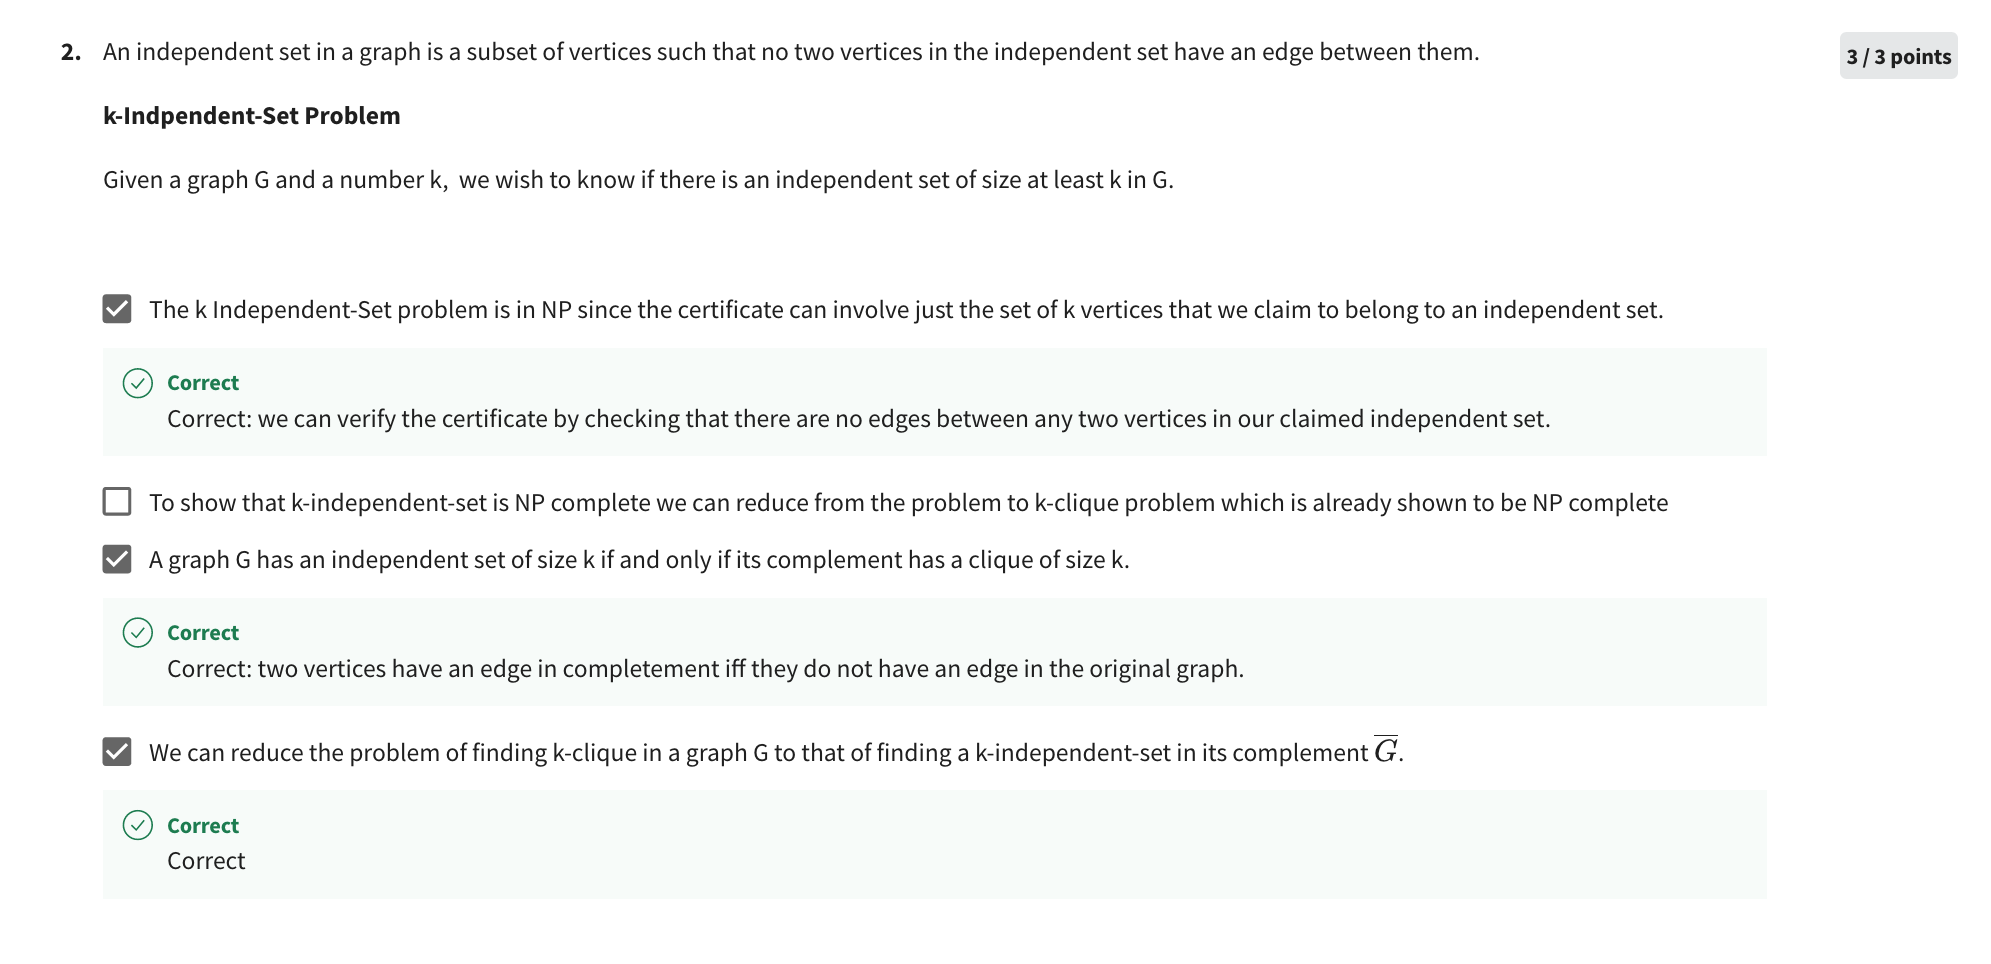 2. An independent set in a graph is a subset of vertices such that no two vertices in the independent set have an edge between them.
3 / 3 points
k-Indpendent-Set Problem
Given a graph G and a number k,  we wish to know if there is an independent set of size at least k in G.
The k Independent-Set problem is in NP since the certificate can involve just the set of k vertices that we claim to belong to an independent set.
Correct
Correct: we can verify the certificate by checking that there are no edges between any two vertices in our claimed independent set.
To show that k-independent-set is NP complete we can reduce from the problem to k-clique problem which is already shown to be NP complete
A graph G has an independent set of size k if and only if its complement has a clique of size k.
Correct
Correct: two vertices have an edge in completement iff they do not have an edge in the original graph.
We can reduce the problem of finding k-clique in a graph G to that of finding a k-independent-set in its complement $\overline{G}$.
Correct
Correct